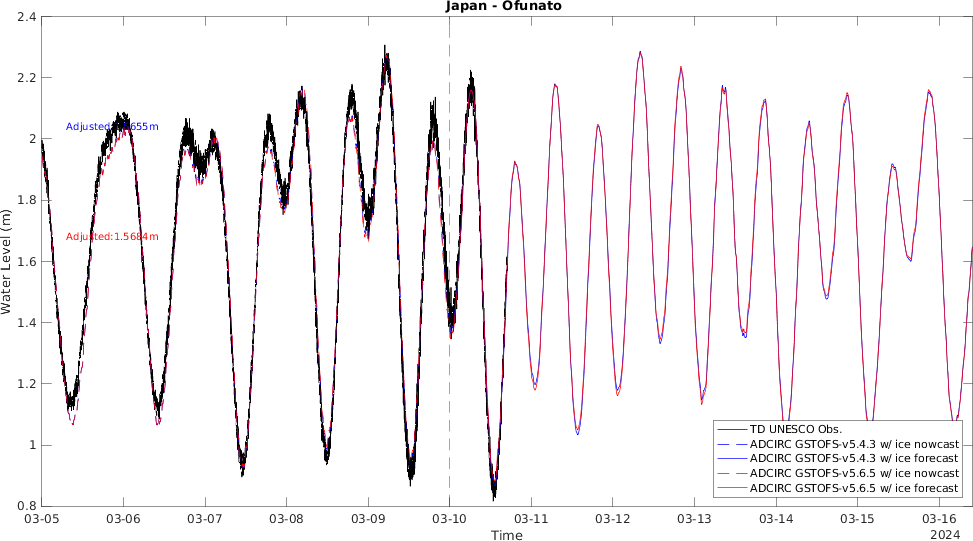 Japan - Ofunato
2.4
2.2
2
1.8
1.6
1.4
1.2
1
0.8
Water Level (m)
Adjusted:1.5684m
03-05
03-06
03-07
03-08
03-09
03-10
03-11
03-12
03-13
03-14
03-15
03-16
2024
Time
TD UNESCO Obs.
ADCIRC GSTOFS-v5.4.3 w/ ice nowcast
ADCIRC GSTOFS-v5.4.3 w/ ice forecast
ADCIRC GSTOFS-v5.6.5 w/ ice nowcast
ADCIRC GSTOFS-v5.6.5 w/ ice forecast